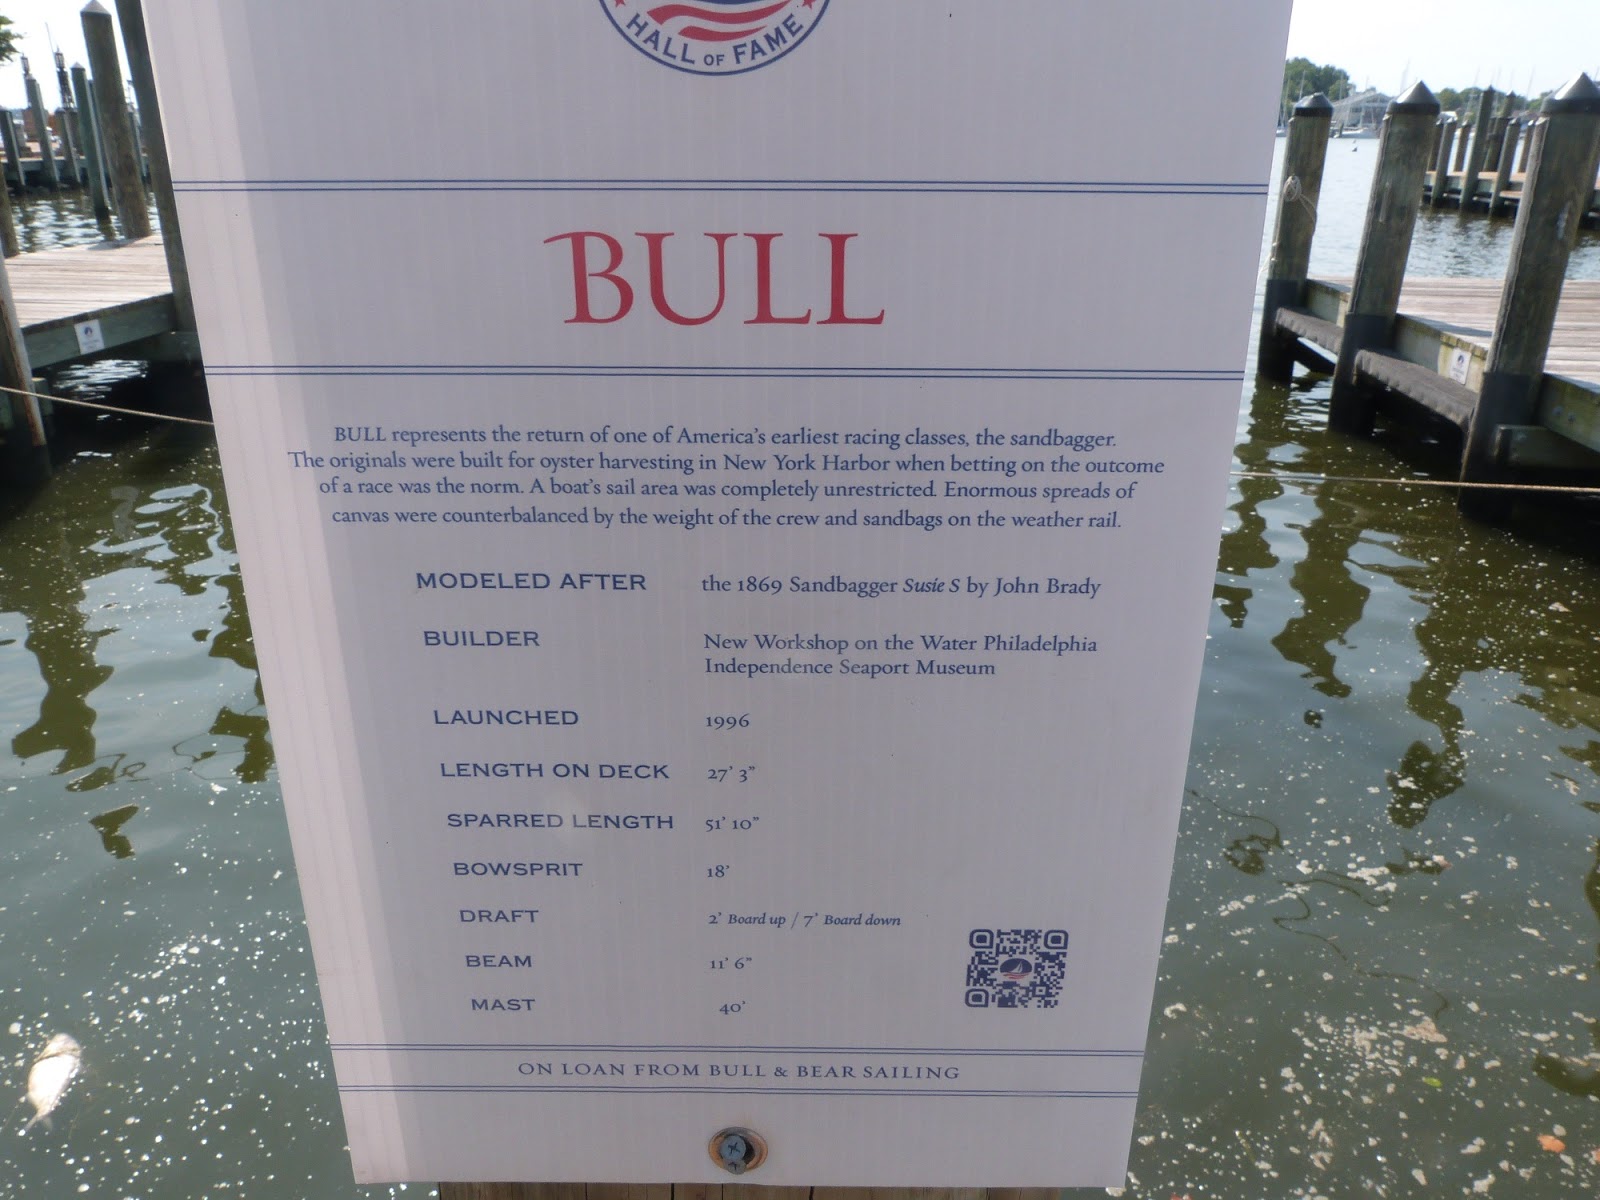 HALL OF FAME
BULL
BULL represents the return of one of America's earliest racing classes, the sandbagger.
The originals were built for oyster harvesting in New York Harbor when betting on the outcome
of a race was the norm. A boat's sail area was completely unrestricted. Enormous spreads of
canvas were counterbalanced by the weight of the crew and sandbags on the weather rail.
MODELED AFTER the 1869 Sandbagger Susie S by John Brady
BUILDER New Workshop on the Water Philadelphia
Independence Seaport Museum
LAUNCHED 1996
LENGTH ON DECK 27' 3"
SPARRED LENGTH 51' 10"
BOWSPRIT 18'
DRAFT 2' Board up / 7' Board down
BEAM 11' 6"
MAST 40'
ON LOAN FROM BULL & BEAR SAILING